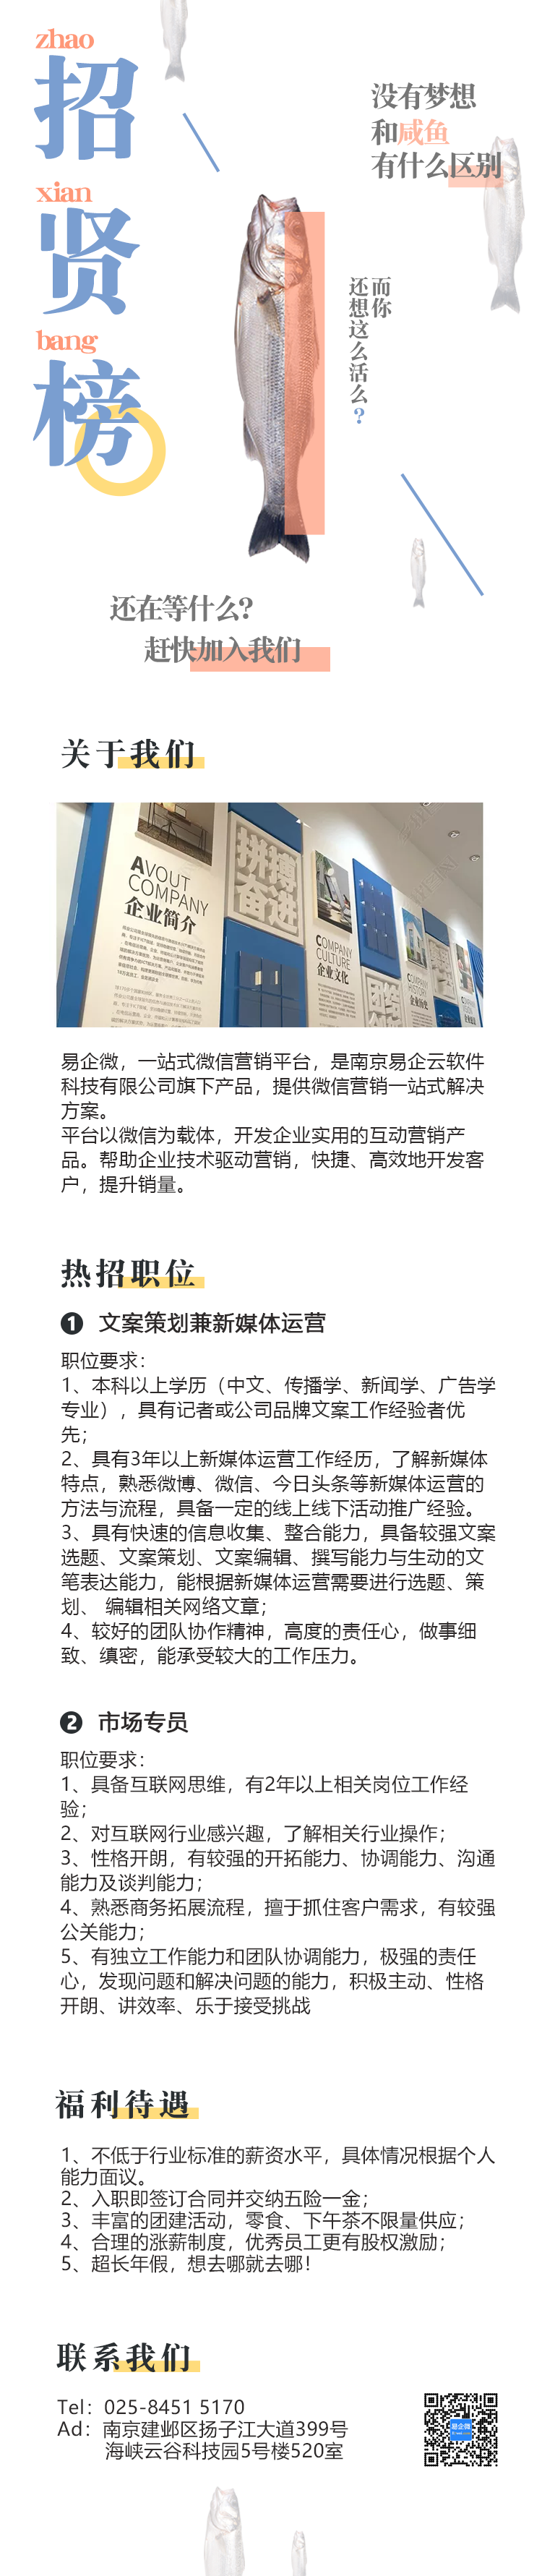 zhao
招
xian
贤
bang
榜
没有梦想
和咸鱼
有什么区别
而你
还想这么活么?
还在等什么?
赶快加入我们
关于我们
AVOUT
COMPANY
企业简介
拼搏
奋进
COMPANY
CULTURE
企业文化
企业历史
易企微，一站式微信营销平台，是南京易企云软件
科技有限公司旗下产品，提供微信营销一站式解决
方案。
平台以微信为载体，开发企业实用的互动营销产
品。帮助企业技术驱动营销，快捷、高效地开发客
户，提升销量。
热招职位
1 文案策划兼新媒体运营
职位要求：
1、本科以上学历（中文、传播学、新闻学、广告学
专业），具有记者或公司品牌文案工作经验者优
先；
2、具有3年以上新媒体运营工作经历，了解新媒体
特点，熟悉微博、微信、今日头条等新媒体运营的
方法与流程，具备一定的线上线下活动推广经验。
3、具有快速的信息收集、整合能力，具备较强文案
选题、文案策划、文案编辑、撰写能力与生动的文
笔表达能力，能根据新媒体运营需要进行选题、策
划、 编辑相关网络文章；
4、较好的团队协作精神，高度的责任心，做事细
致、缜密，能承受较大的工作压力。
2 市场专员
职位要求：
1、具备互联网思维，有2年以上相关岗位工作经
验；
2、对互联网行业感兴趣，了解相关行业操作；
3、性格开朗，有较强的开拓能力、协调能力、沟通
能力及谈判能力；
4、熟悉商务拓展流程，擅于抓住客户需求，有较强
公关能力；
5、有独立工作能力和团队协调能力，极强的责任
心，发现问题和解决问题的能力，积极主动、性格
开朗、讲效率、乐于接受挑战
福利待遇
1、不低于行业标准的薪资水平，具体情况根据个人
能力面议。
2、入职即签订合同并交纳五险一金；
3、丰富的团建活动，零食、下午茶不限量供应；
4、合理的涨薪制度，优秀员工更有股权激励；
5、超长年假，想去哪就去哪！
联系我们
Tel：025-8451 5170
Ad：南京建邺区扬子江大道399号
海峡云谷科技园5号楼520室
易企微